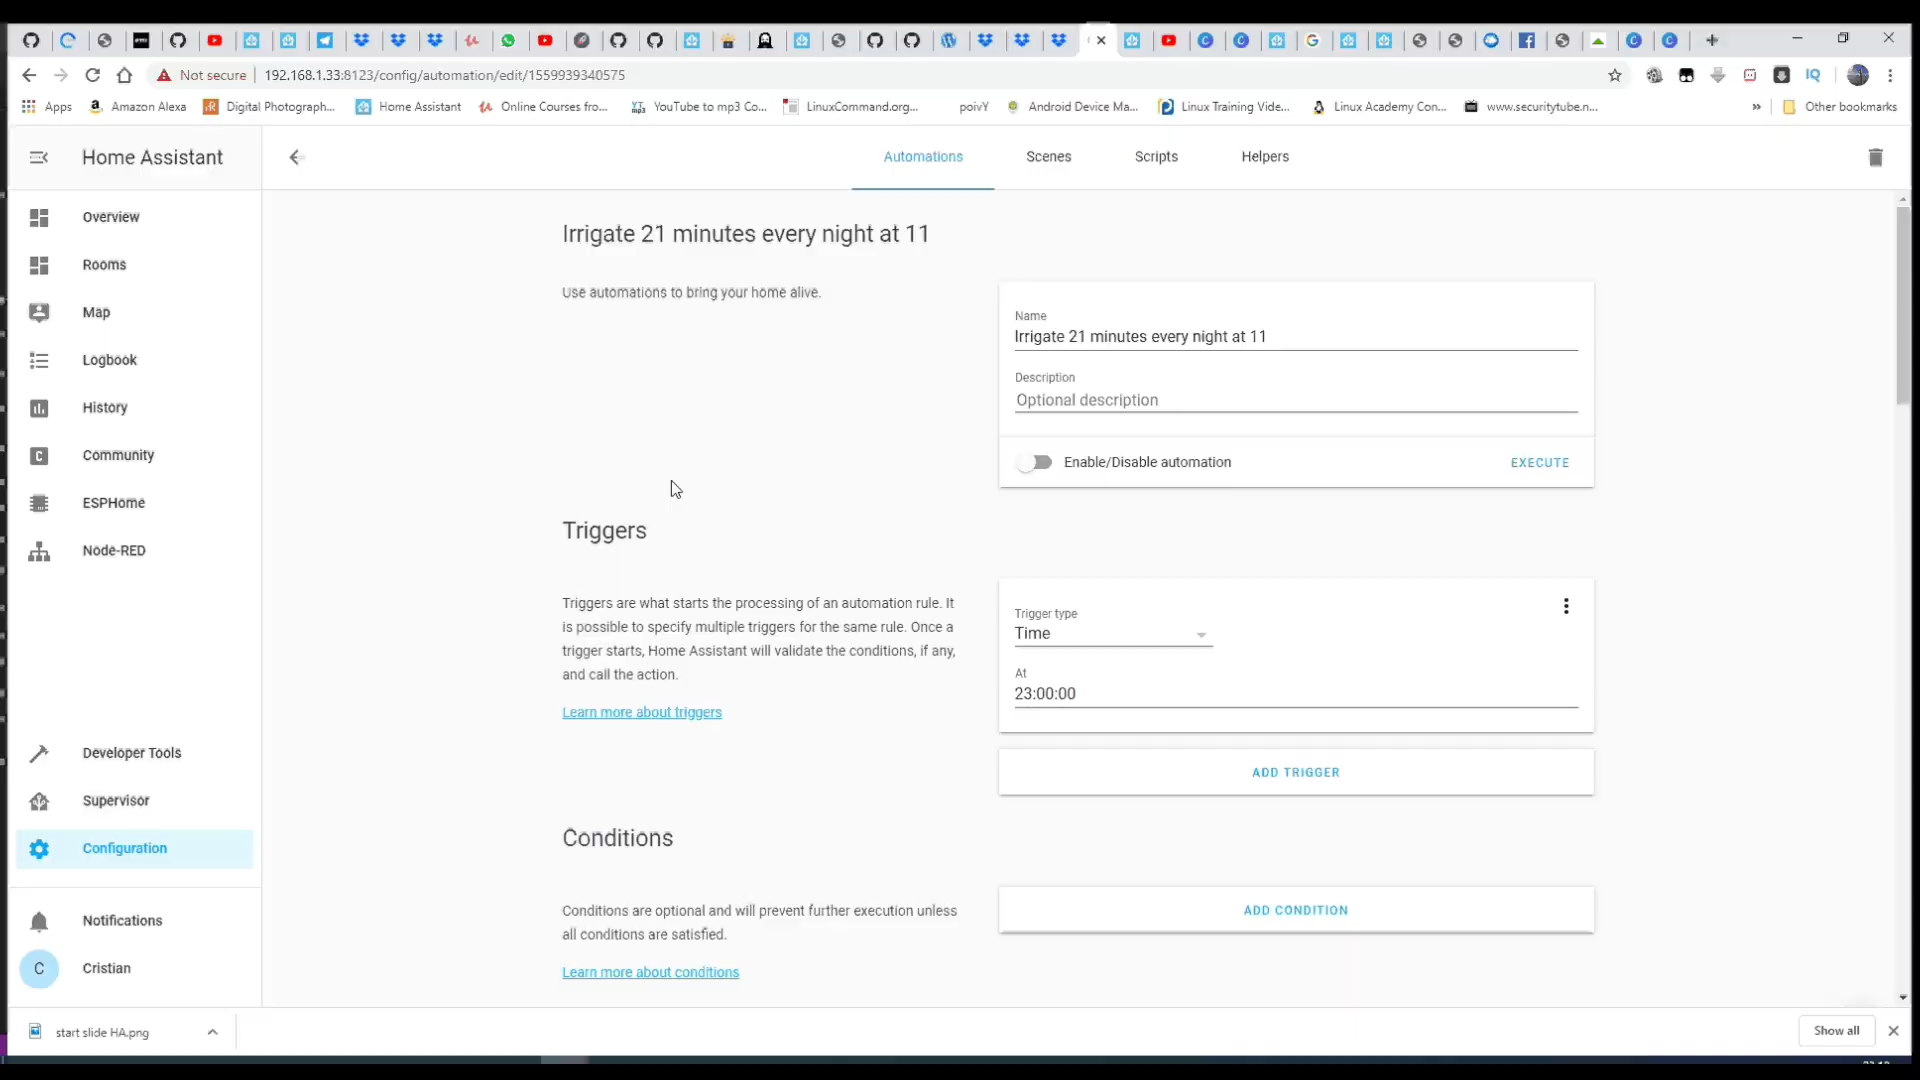 Not secure
192.168.1.33:8123/config/automation/edit/1559939340575
IQ
Apps
Amazon Alexa
Digital Photograph...
Home Assistant
Online Courses fro...
YouTube to mp3 Co...
LinuxCommand.org...
poivY
Android Device Ma...
Linux Training Vide...
Linux Academy Con...
www.securitytube.n...
»
Other bookmarks
Home Assistant
Automations
Scenes
Scripts
Helpers
Overview
Rooms
Map
Logbook
History
Community
ESPHome
Node-RED
Developer Tools
Supervisor
Configuration
Notifications
C
Cristian
Irrigate 21 minutes every night at 11
Use automations to bring your home alive.
Name
Irrigate 21 minutes every night at 11
Description
Optional description
Enable/Disable automation
EXECUTE
Triggers
Triggers are what starts the processing of an automation rule. It
is possible to specify multiple triggers for the same rule. Once a
trigger starts, Home Assistant will validate the conditions, if any,
and call the action.
Learn more about triggers
Trigger type
Time
At
23:00:00
ADD TRIGGER
Conditions
Conditions are optional and will prevent further execution unless
all conditions are satisfied.
Learn more about conditions
ADD CONDITION
start slide HA.png
Show all